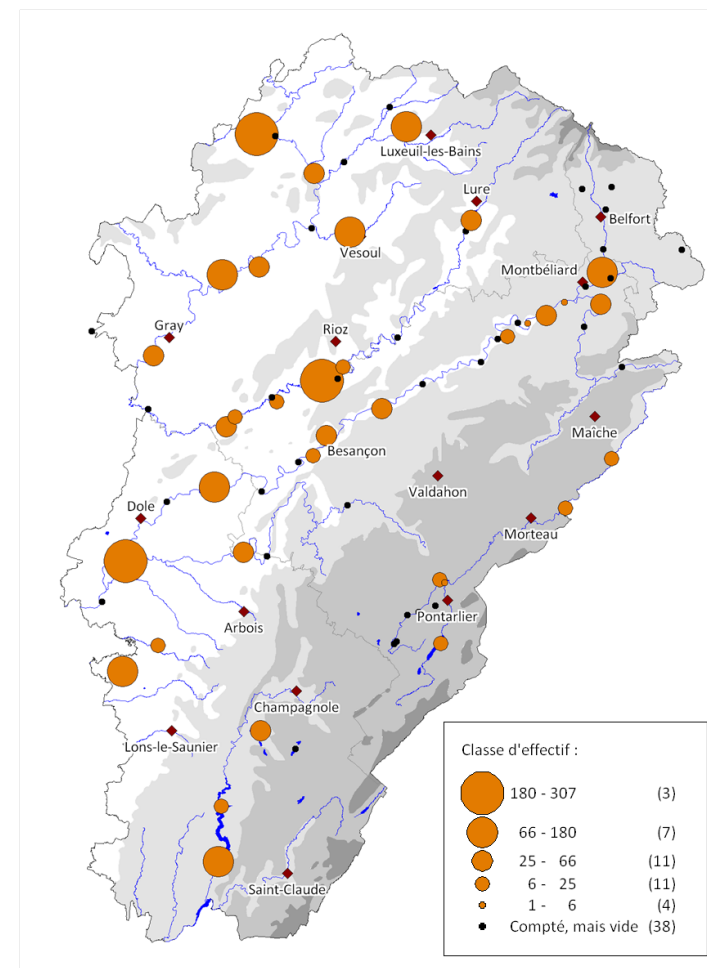 Luxeuil-les-Bains
Lure
Belfort
Vesoul
Montbéliard
Gray
Rioz
Maîche
Besançon
Valdahon
Dole
Morteau
Pontarlier
Arbois
Champagnole
Lons-le-Saunier
Saint-Claude
Classe d'effectif :
180 - 307 (3)
66 - 180 (7)
25 - 66 (11)
6 - 25 (11)
1 - 6 (4)
Compté, mais vide (38)